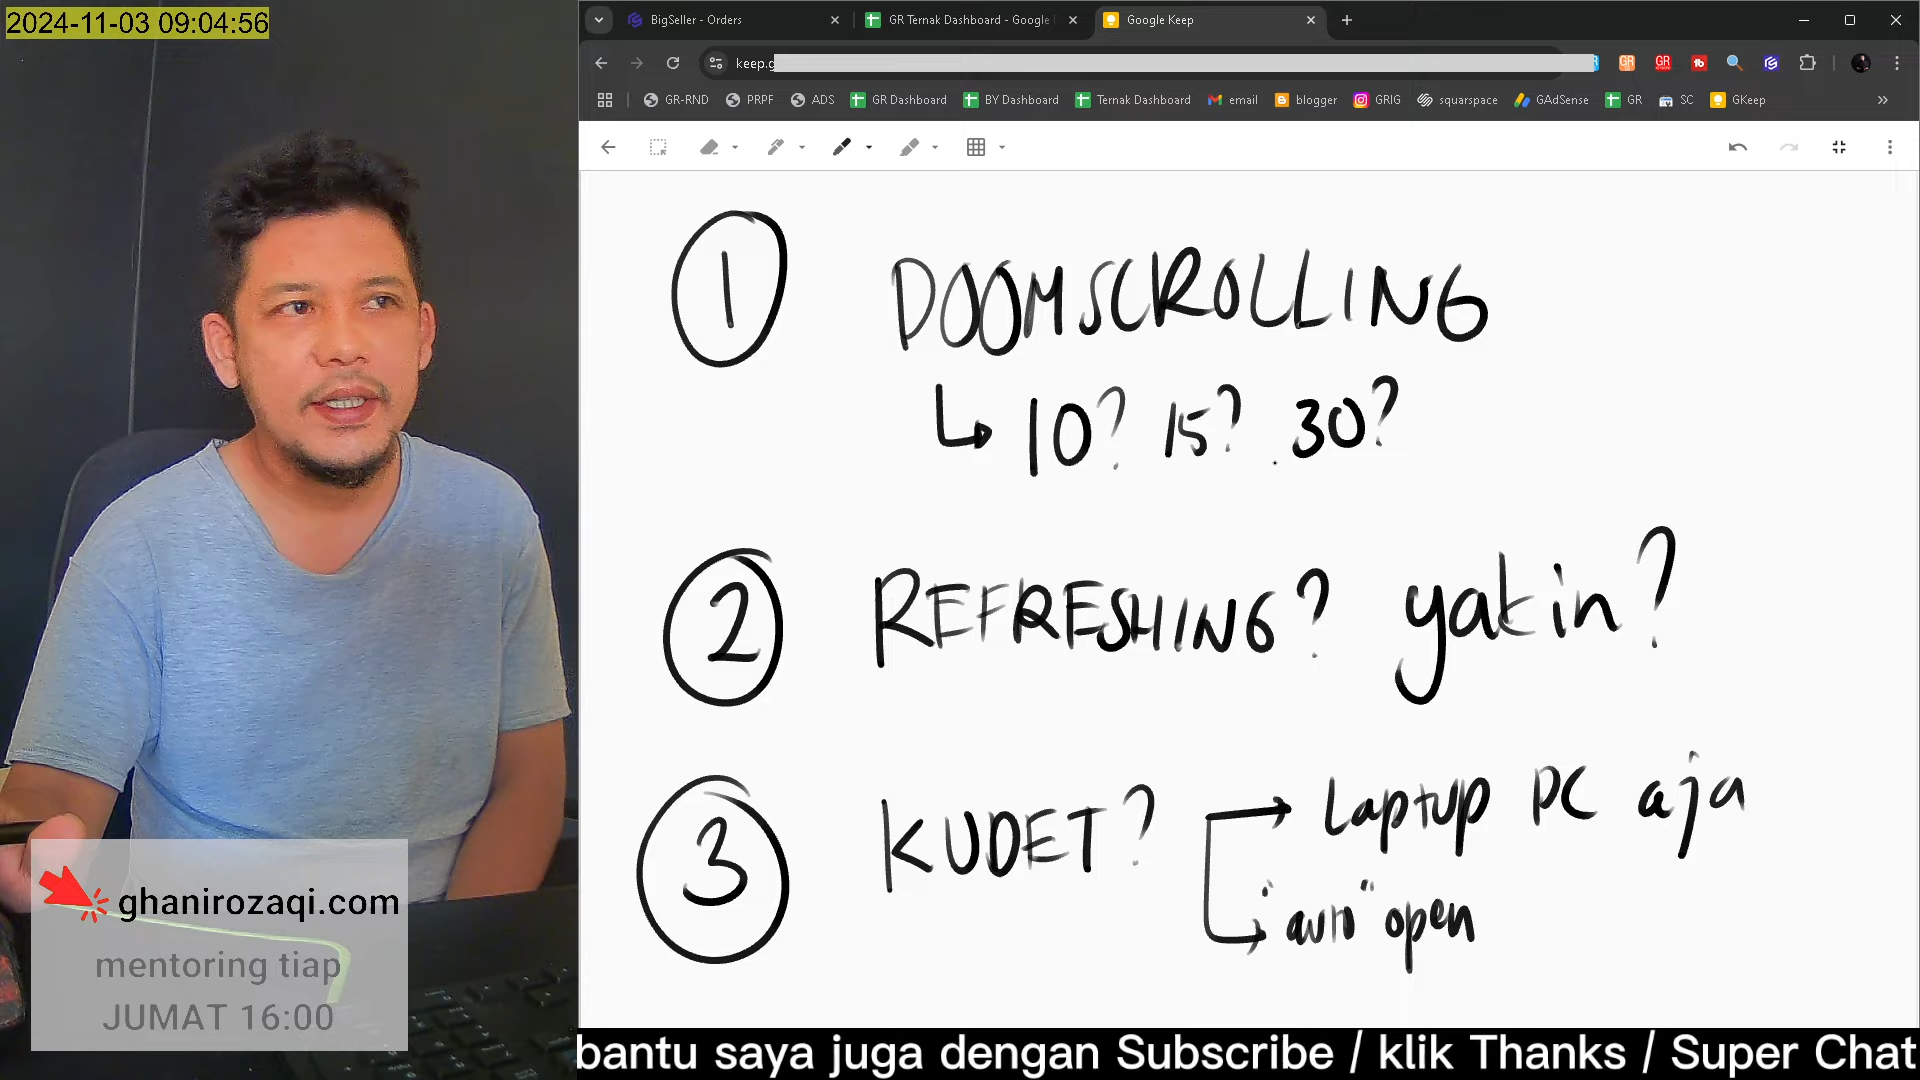 2024-11-03 09:04:56
BigSeller - Orders
GR Ternak Dashboard - Google
Google Keep
keep.g
GR-RND
PRPF
ADS
GR Dashboard
BY Dashboard
Ternak Dashboard
email
blogger
GRIG
squarspace
GAdSense
GR
SC
GKeep
1 DOOMSCROLLING
10? 15? 30?
2 REFRESHING? yakin?
3 KUDET? Laptop PC aja
"auto" open
ghanirozaqi.com
mentoring tiap
JUMAT 16:00
bantu saya juga dengan Subscribe / klik Thanks / Super Chat